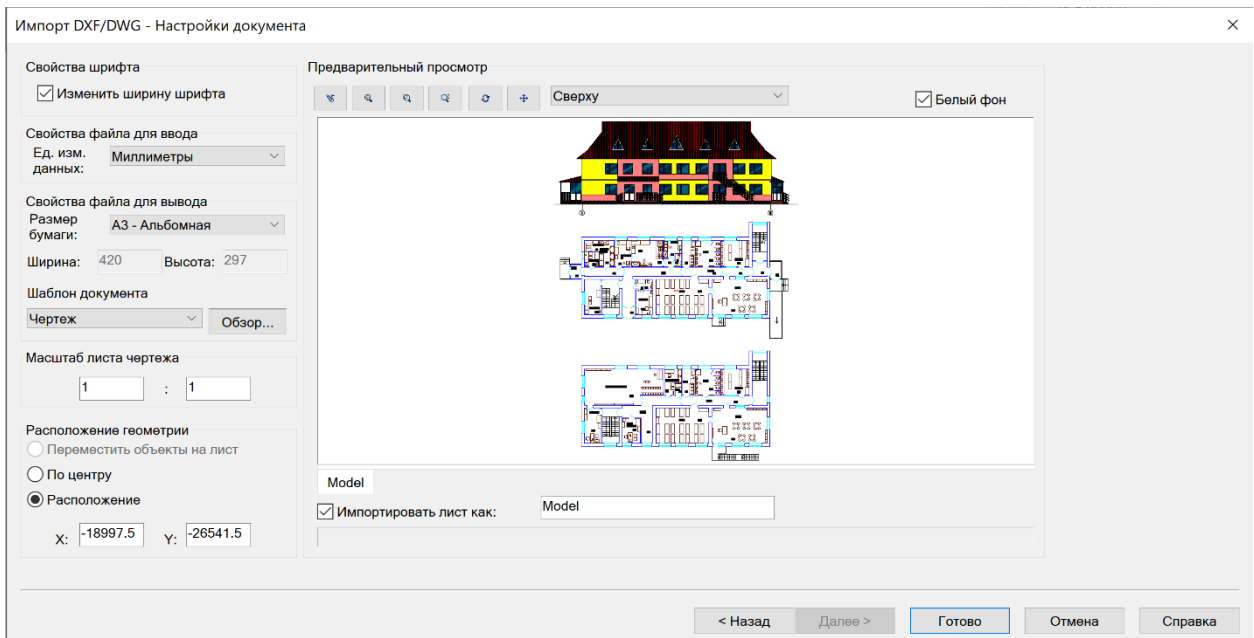 Импорт DXF/DWG - Настройки документа
Свойства шрифта
Изменить ширину шрифта
Свойства файла для ввода
Ед. изм. данных:
Миллиметры
Свойства файла для вывода
Размер бумаги:
А3 - Альбомная
Ширина: 420 Высота: 297
Шаблон документа
Чертеж
Обзор...
Масштаб листа чертежа
1 : 1
Расположение геометрии
Переместить объекты на лист
По центру
Расположение
X: -18997.5 Y: -26541.5
Предварительный просмотр
Сверху
Белый фон
Model
Импортировать лист как: Model
< Назад Далее > Готово Отмена Справка